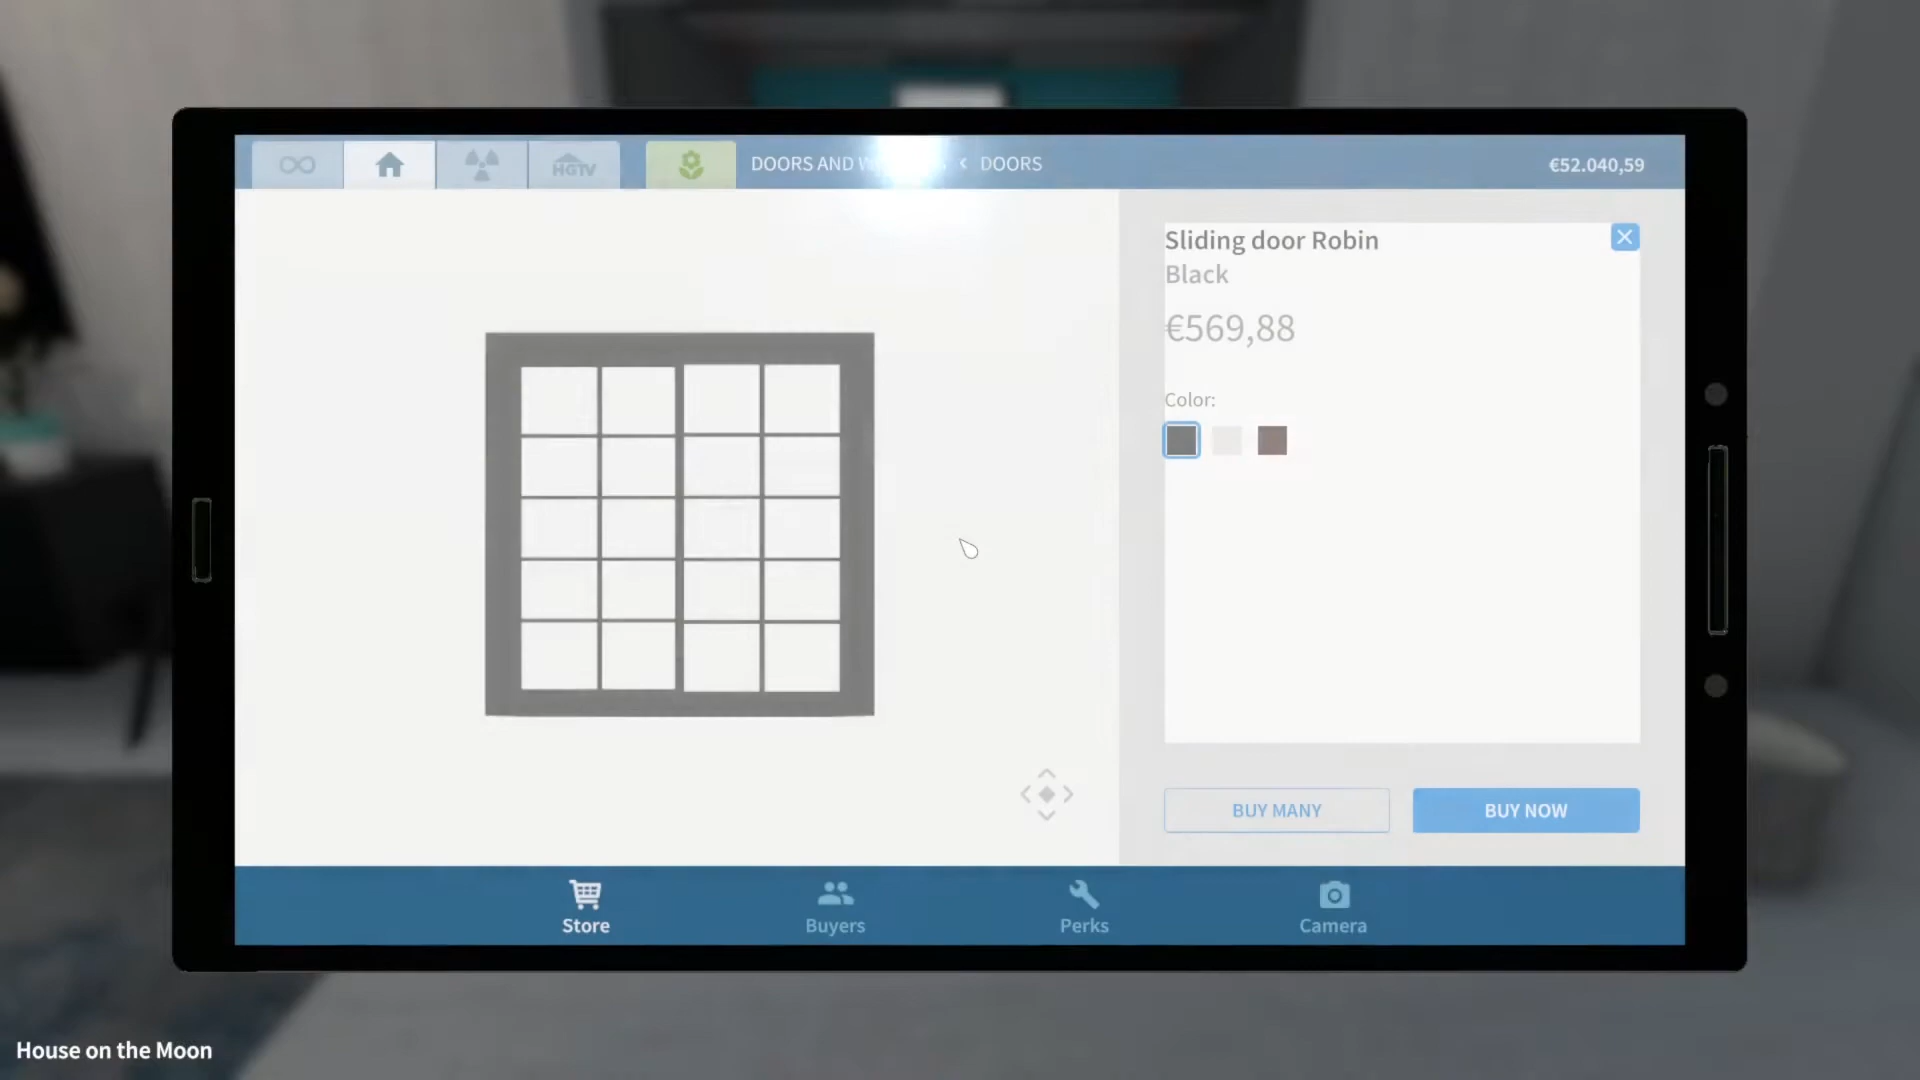 HGTV
DOORS AND < DOORS
€52.040,59
Sliding door Robin
Black
€569,88
Color:
BUY MANY
BUY NOW
Store
Buyers
Perks
Camera
House on the Moon